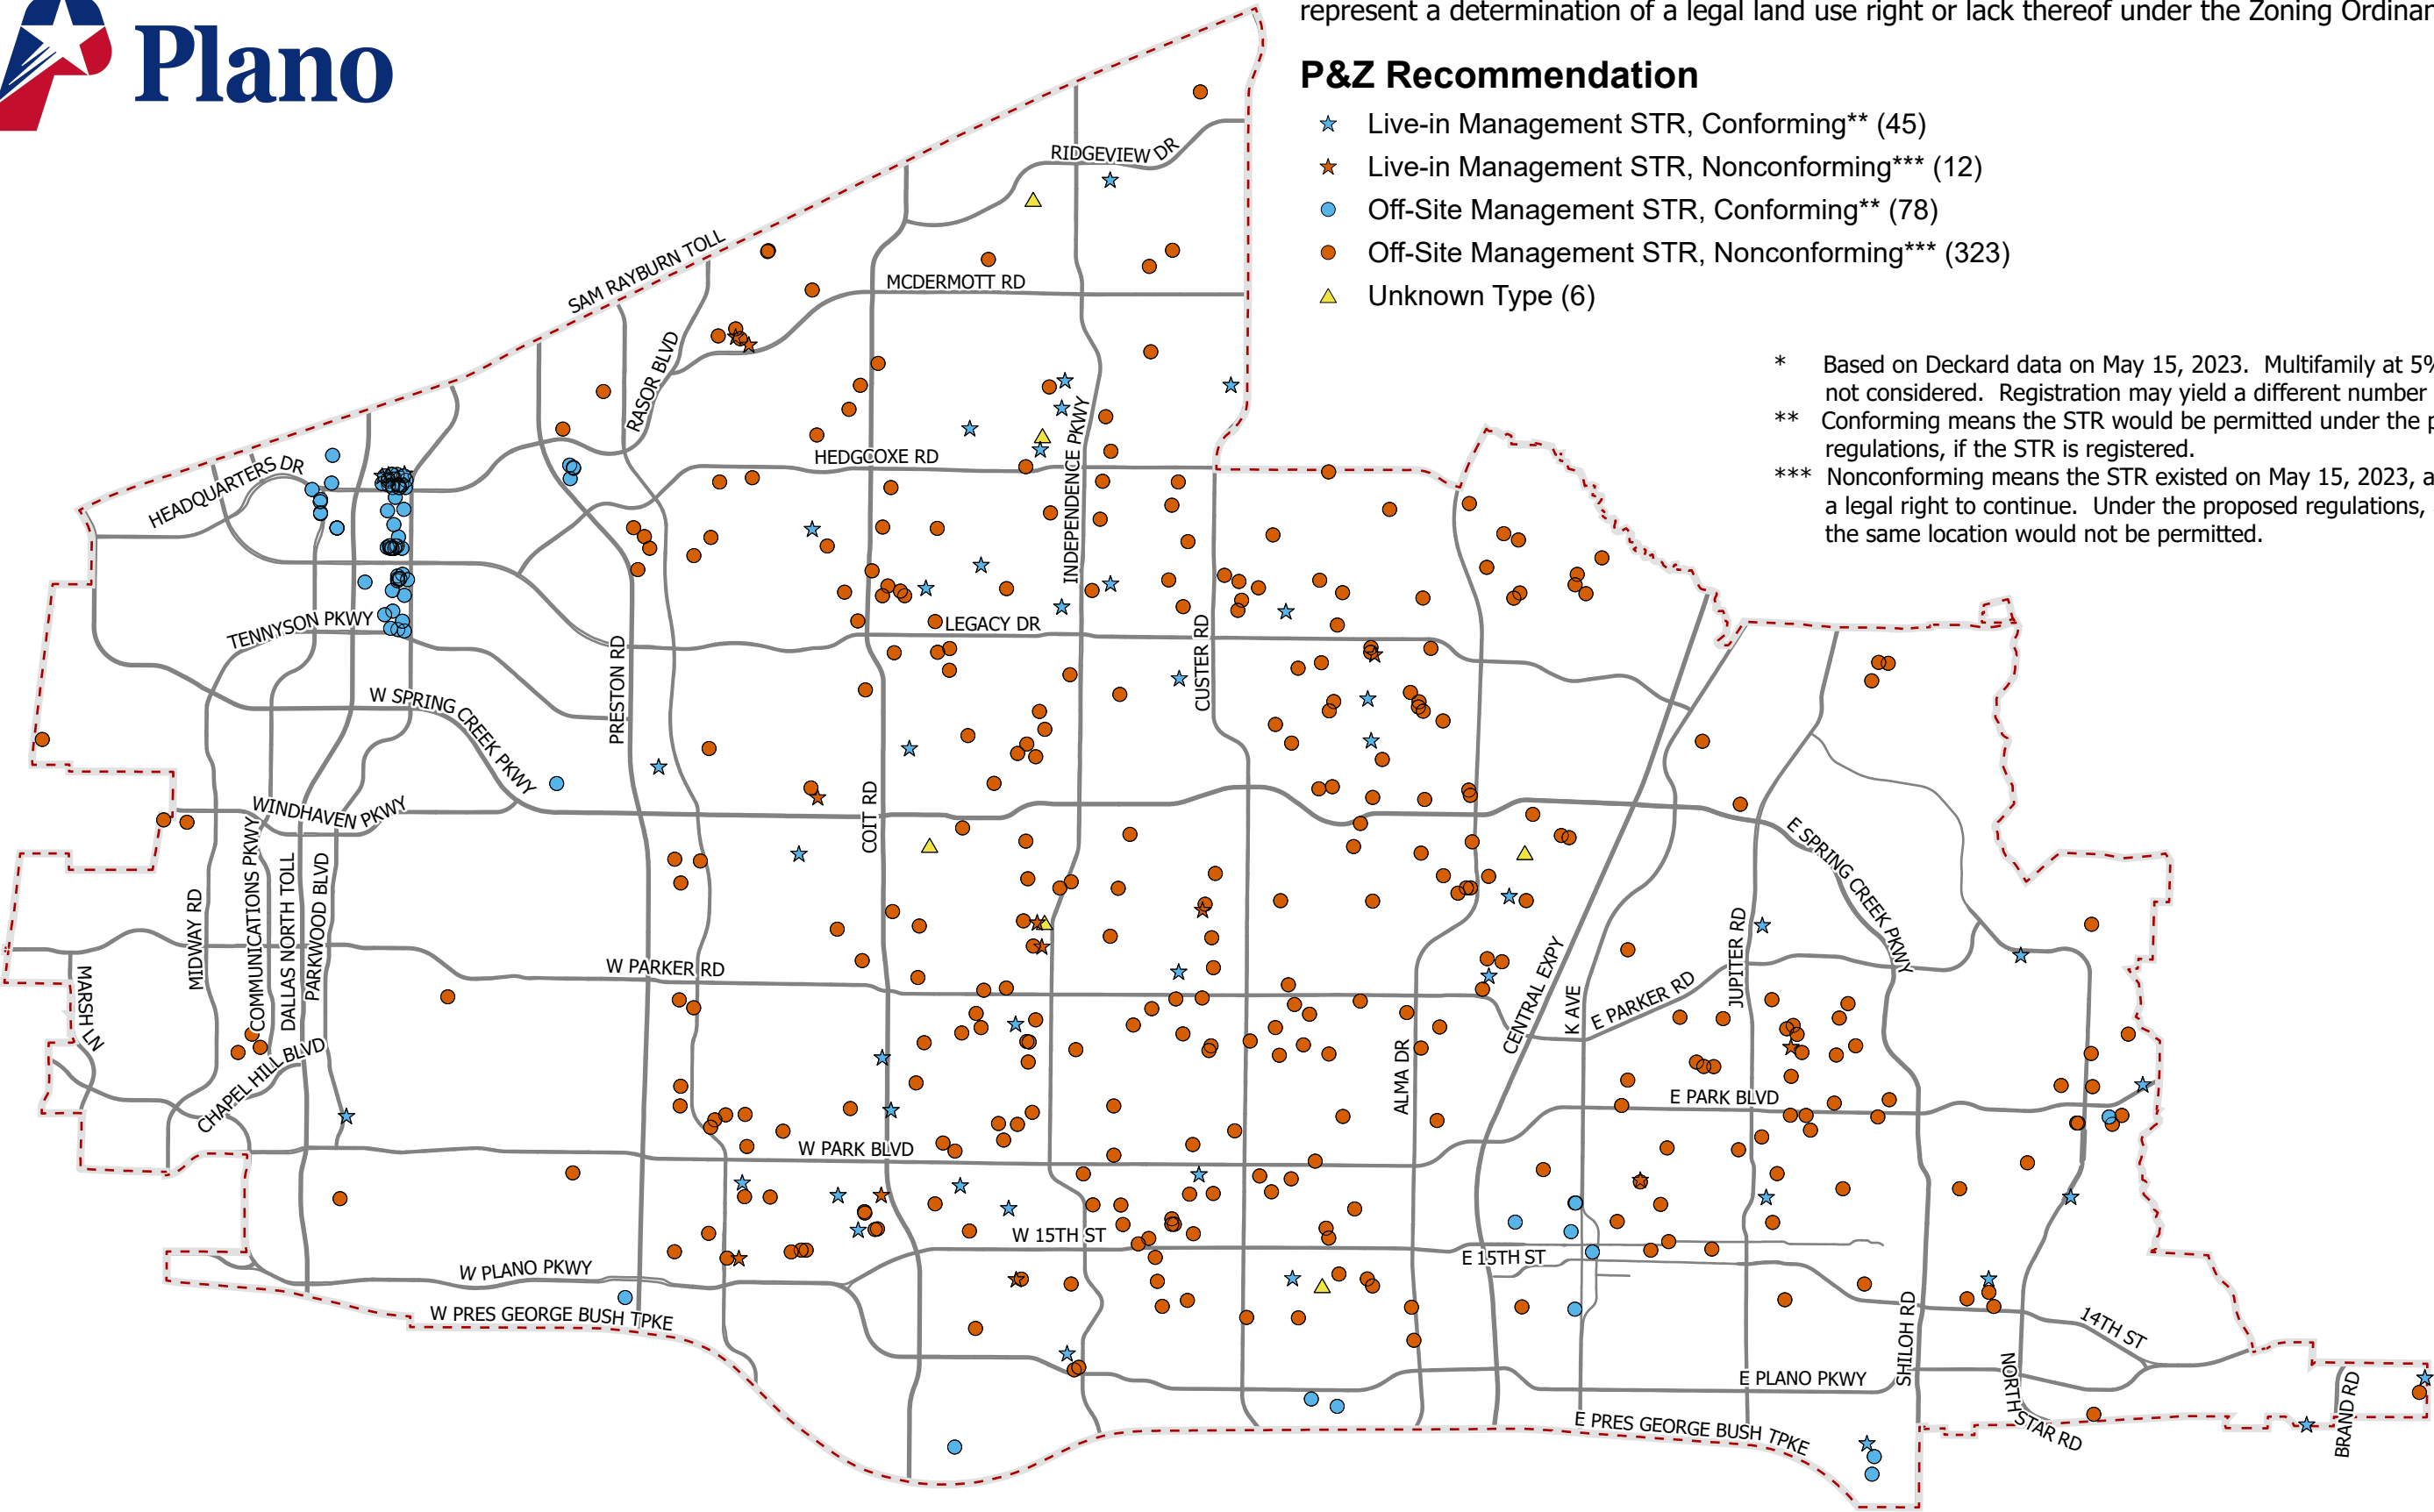 Plano
represent a determination of a legal land use right or lack thereof under the Zoning
P&Z Recommendation
Live-in Management STR, Conforming** (45)
Live-in Management STR, Nonconforming*** (12)
Off-Site Management STR, Conforming** (78)
Off-Site Management STR, Nonconforming*** (323)
Unknown Type (6)
* Based on Deckard data on May 15, 2023. Multifamily at 5%
not considered. Registration may yield a different number
** Conforming means the STR would be permitted under the
regulations, if the STR is registered.
*** Nonconforming means the STR existed on May 15, 2023,
a legal right to continue. Under the proposed regulations,
the same location would not be permitted.
RIDGEVIEW DR
SAM RAYBURN TOLL
MCDERMOTT RD
RASOR BLVD
INDEPENDENCE PKWY
HEDGCOXE RD
HEADQUARTERS DR
TENNYSON PKWY
LEGACY DR
PRESTON RD
CUSTER RD
W SPRING CREEK PKWY
WINDHAVEN PKWY
COIT RD
E SPRING CREEK PKWY
MIDWAY RD
COMMUNICATIONS PKWY
DALLAS NORTH TOLL
PARKWOOD BLVD
W PARKER RD
MARSH LN
CENTRAL EXPY
K AVE
E PARKER RD
JUPITER RD
CHAPEL HILL BLVD
ALMA DR
E PARK BLVD
W PARK BLVD
W 15TH ST
E 15TH ST
W PLANO PKWY
W PRES GEORGE BUSH TPKE
SHILOH RD
14TH ST
E PLANO PKWY
NORTH STAR RD
BRAND RD
E PRES GEORGE BUSH TPKE